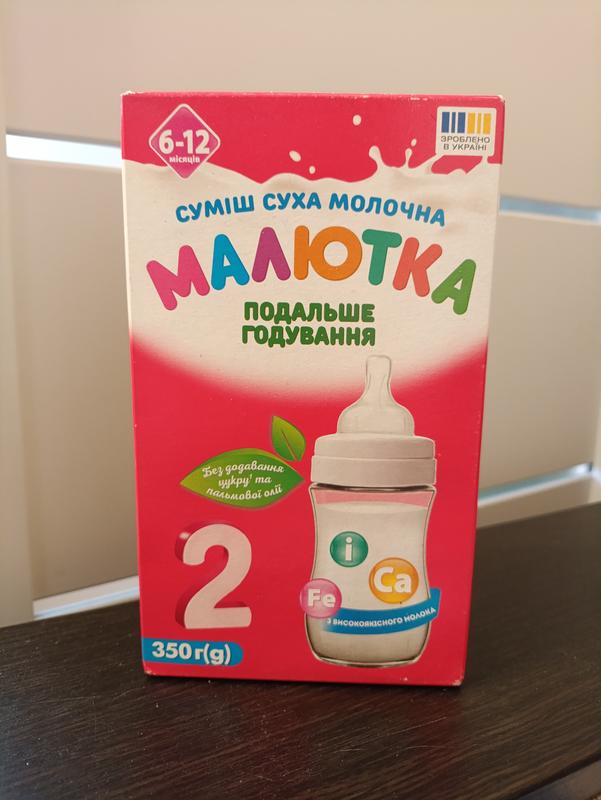 6-12
місяців
ЗРОБЛЕНО
В УКРАЇНІ
СУМІШ СУХА МОЛОЧНА
МАЛЮТКА
ПОДАЛЬШЕ
ГОДУВАННЯ
Без додавання
цукру¹ та
пальмової олії
2
i
Ca
Fe
З ВИСОКОЯКІСНОГО МОЛОКА
350 г(g)